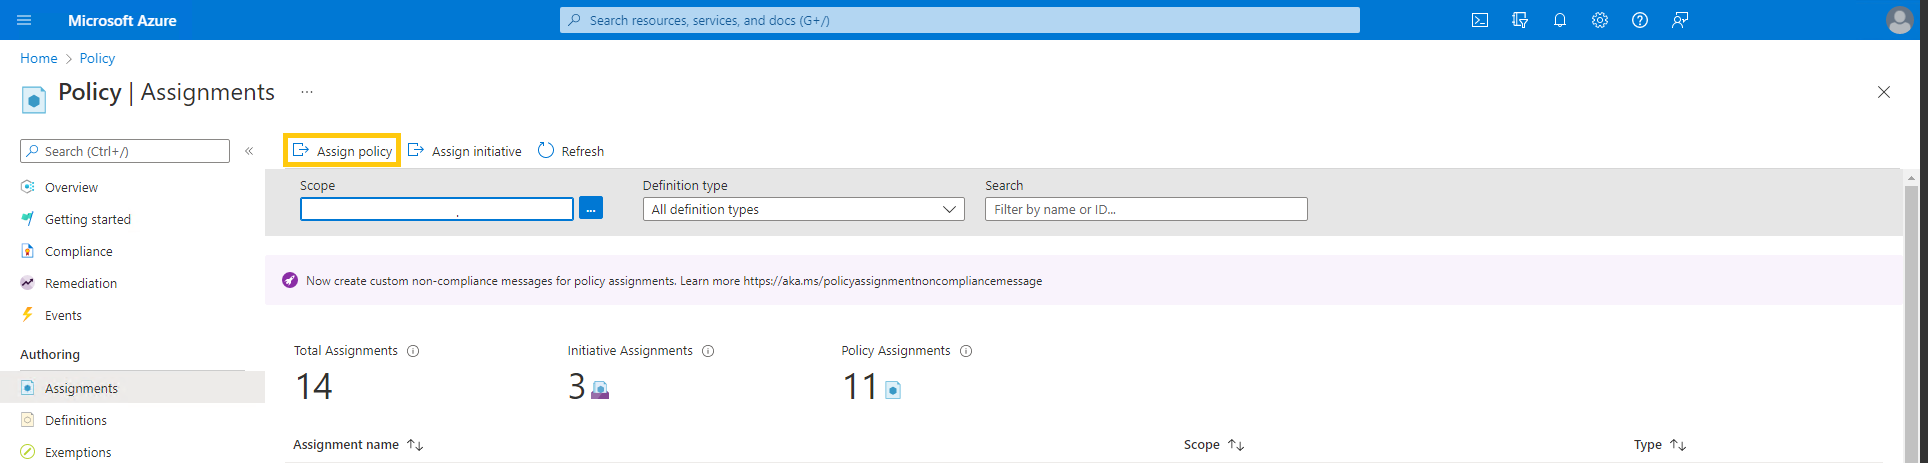 Microsoft Azure
Search resources, services, and docs (G+/)
Home > Policy
Policy | Assignments ...
Search (Ctrl+/) «
Overview
Getting started
Compliance
Remediation
Events
Authoring
Assignments
Definitions
Exemptions
Assign policy Assign initiative Refresh
Scope Definition type Search
... All definition types Filter by name or ID...
Now create custom non-compliance messages for policy assignments. Learn more https://aka.ms/policyassignmentnoncompliancemessage
Total Assignments Initiative Assignments Policy Assignments
14 3 11
Assignment name ↑↓ Scope ↑↓ Type ↑↓